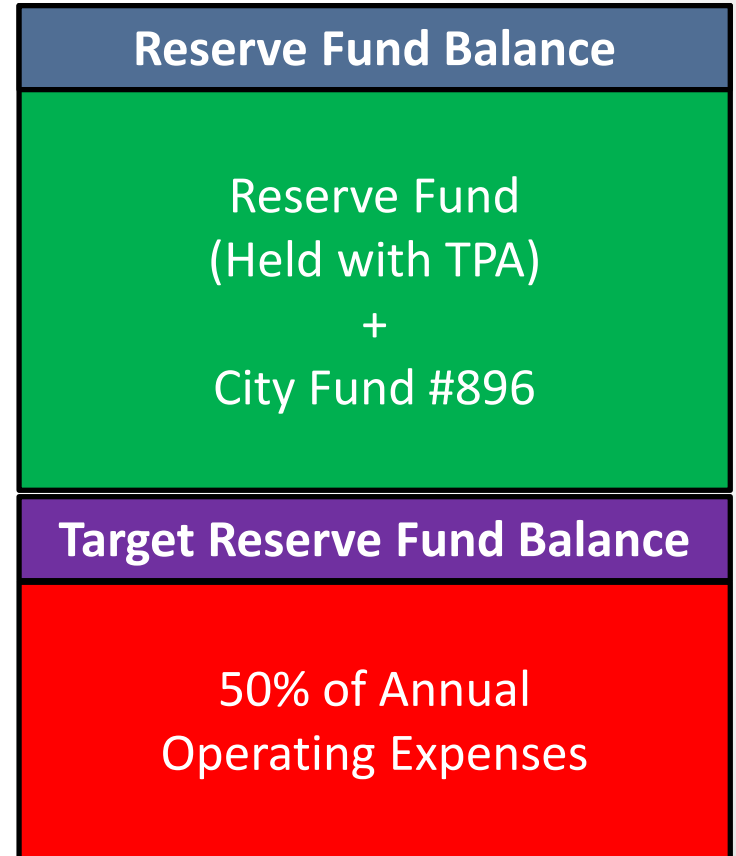 Reserve Fund Balance
Reserve Fund
(Held with TPA)
+
City Fund #896
Target Reserve Fund Balance
50% of Annual
Operating Expenses